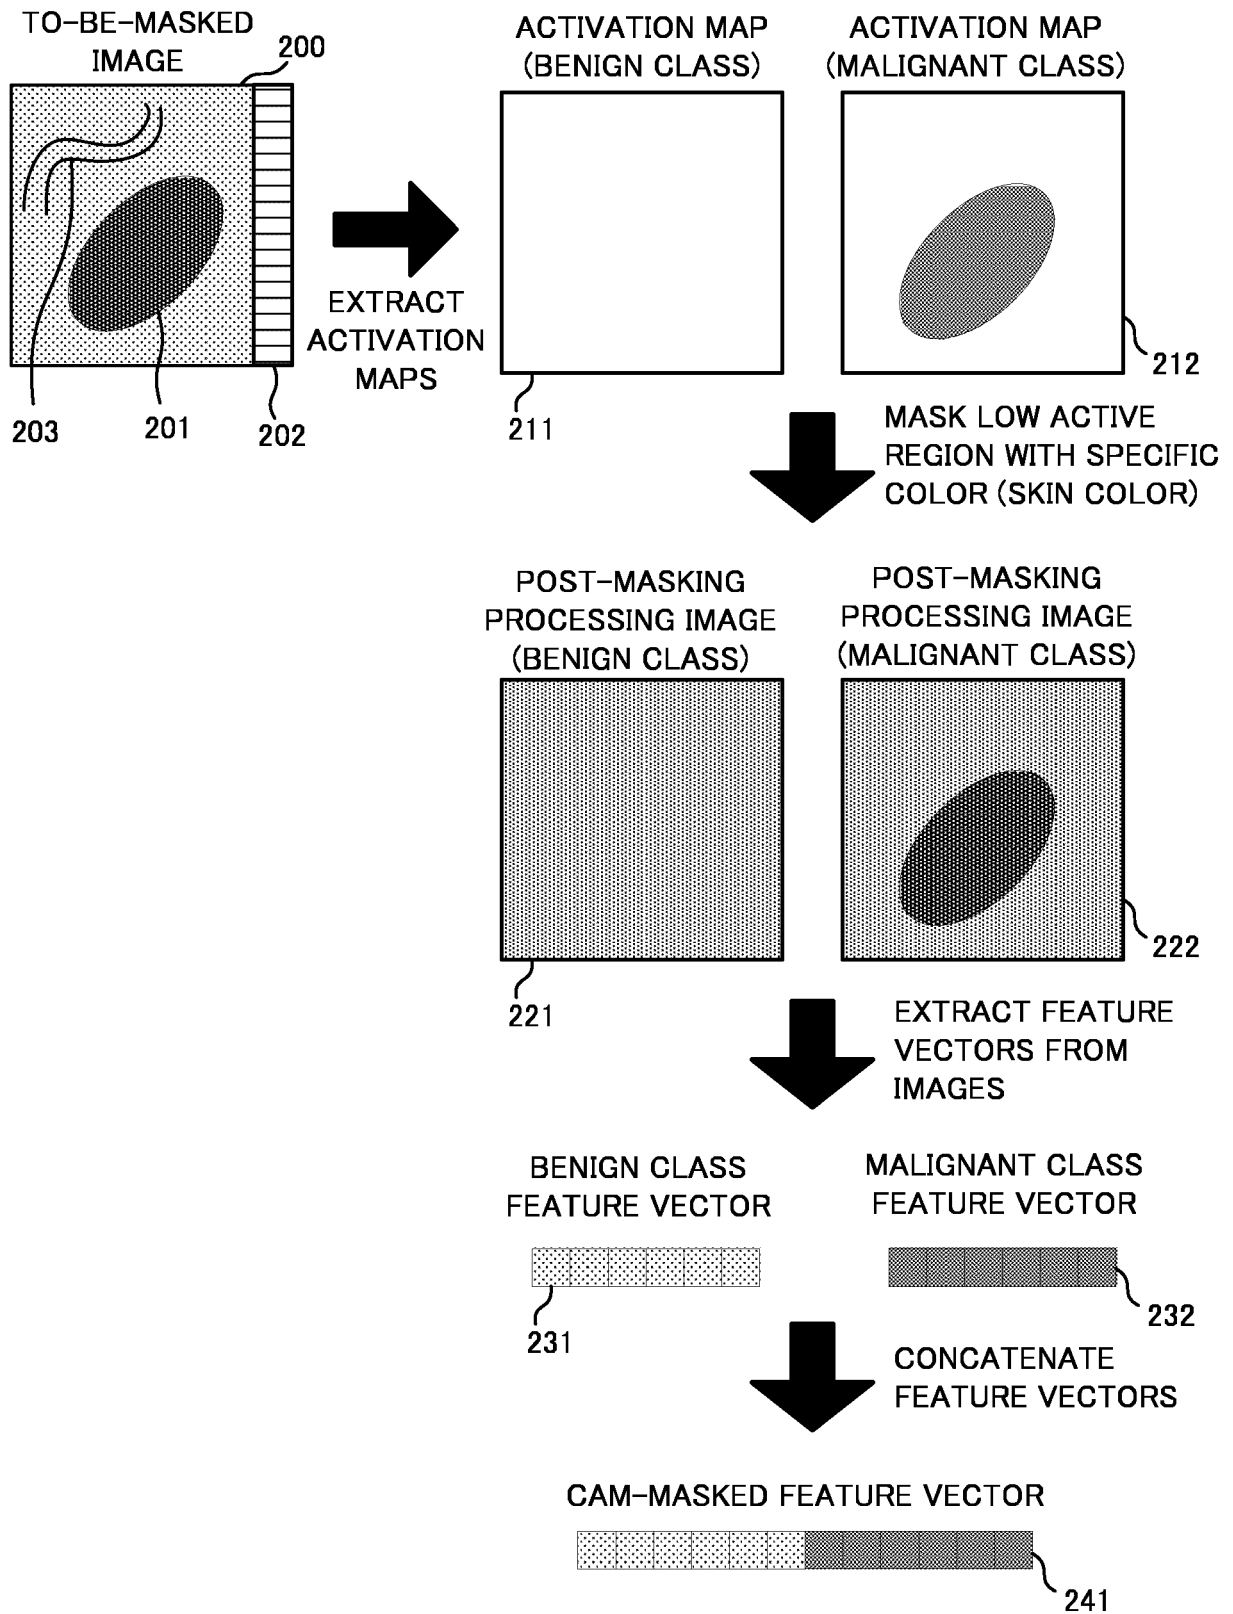 TO-BE-MASKED
IMAGE
200
203
201
202
EXTRACT
ACTIVATION
MAPS
ACTIVATION MAP
(BENIGN CLASS)
211
ACTIVATION MAP
(MALIGNANT CLASS)
212
MASK LOW ACTIVE
REGION WITH SPECIFIC
COLOR (SKIN COLOR)
POST-MASKING
PROCESSING IMAGE
(BENIGN CLASS)
221
POST-MASKING
PROCESSING IMAGE
(MALIGNANT CLASS)
222
EXTRACT FEATURE
VECTORS FROM
IMAGES
BENIGN CLASS
FEATURE VECTOR
231
MALIGNANT CLASS
FEATURE VECTOR
232
CONCATENATE
FEATURE VECTORS
CAM-MASKED FEATURE VECTOR
241